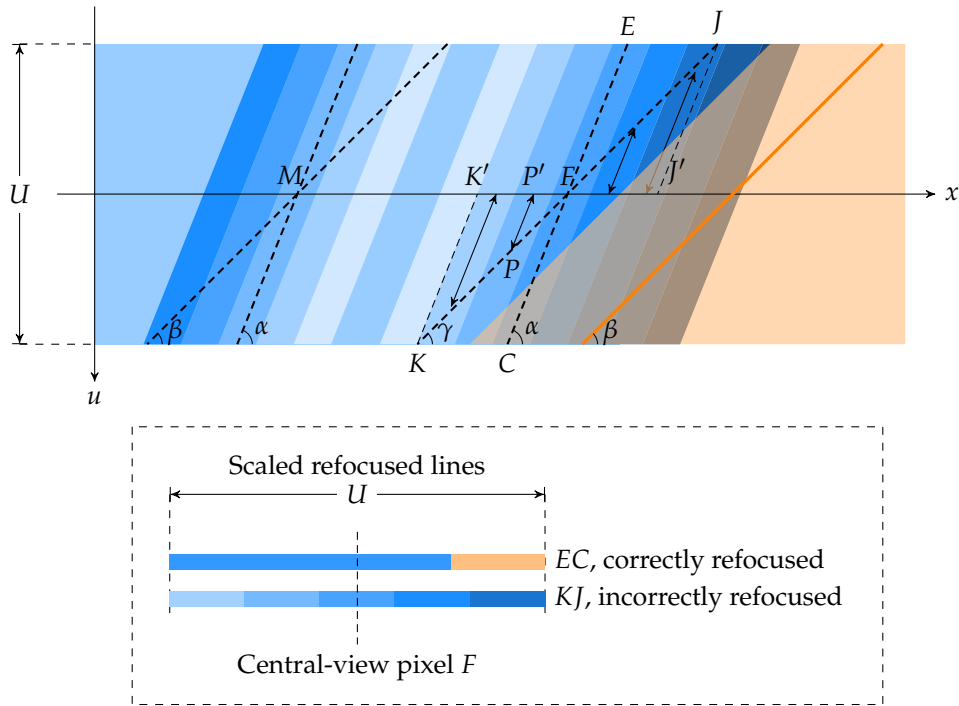 E
J
M
K′
P′
F
J′
x
U
P
β
α
γ
α
β
K
C
u
Scaled refocused lines
U
EC, correctly refocused
KJ, incorrectly refocused
Central-view pixel F